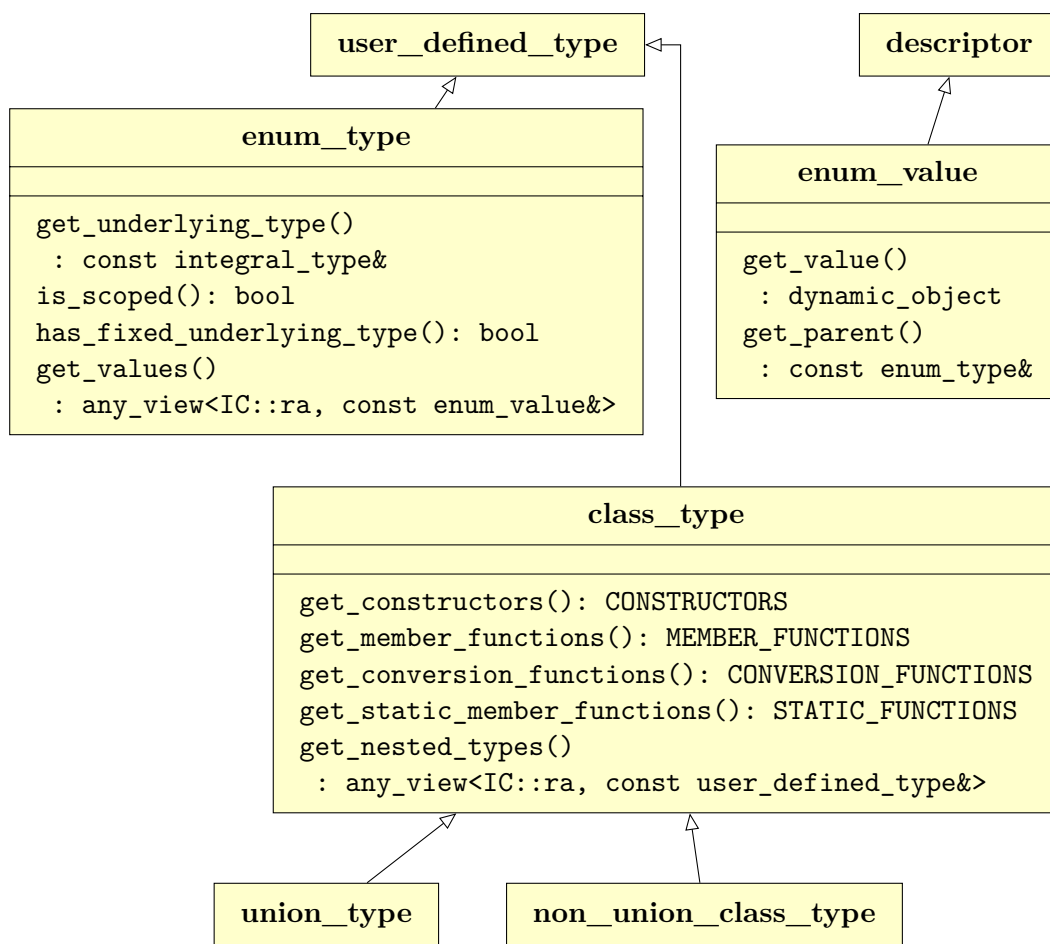 user_defined_type
descriptor
enum_type
get_underlying_type()
: const integral_type&
is_scoped(): bool
has_fixed_underlying_type(): bool
get_values()
: any_view<IC::ra, const enum_value&>
enum_value
get_value()
: dynamic_object
get_parent()
: const enum_type&
class_type
get_constructors(): CONSTRUCTORS
get_member_functions(): MEMBER_FUNCTIONS
get_conversion_functions(): CONVERSION_FUNCTIONS
get_static_member_functions(): STATIC_FUNCTIONS
get_nested_types()
: any_view<IC::ra, const user_defined_type&>
union_type
non_union_class_type